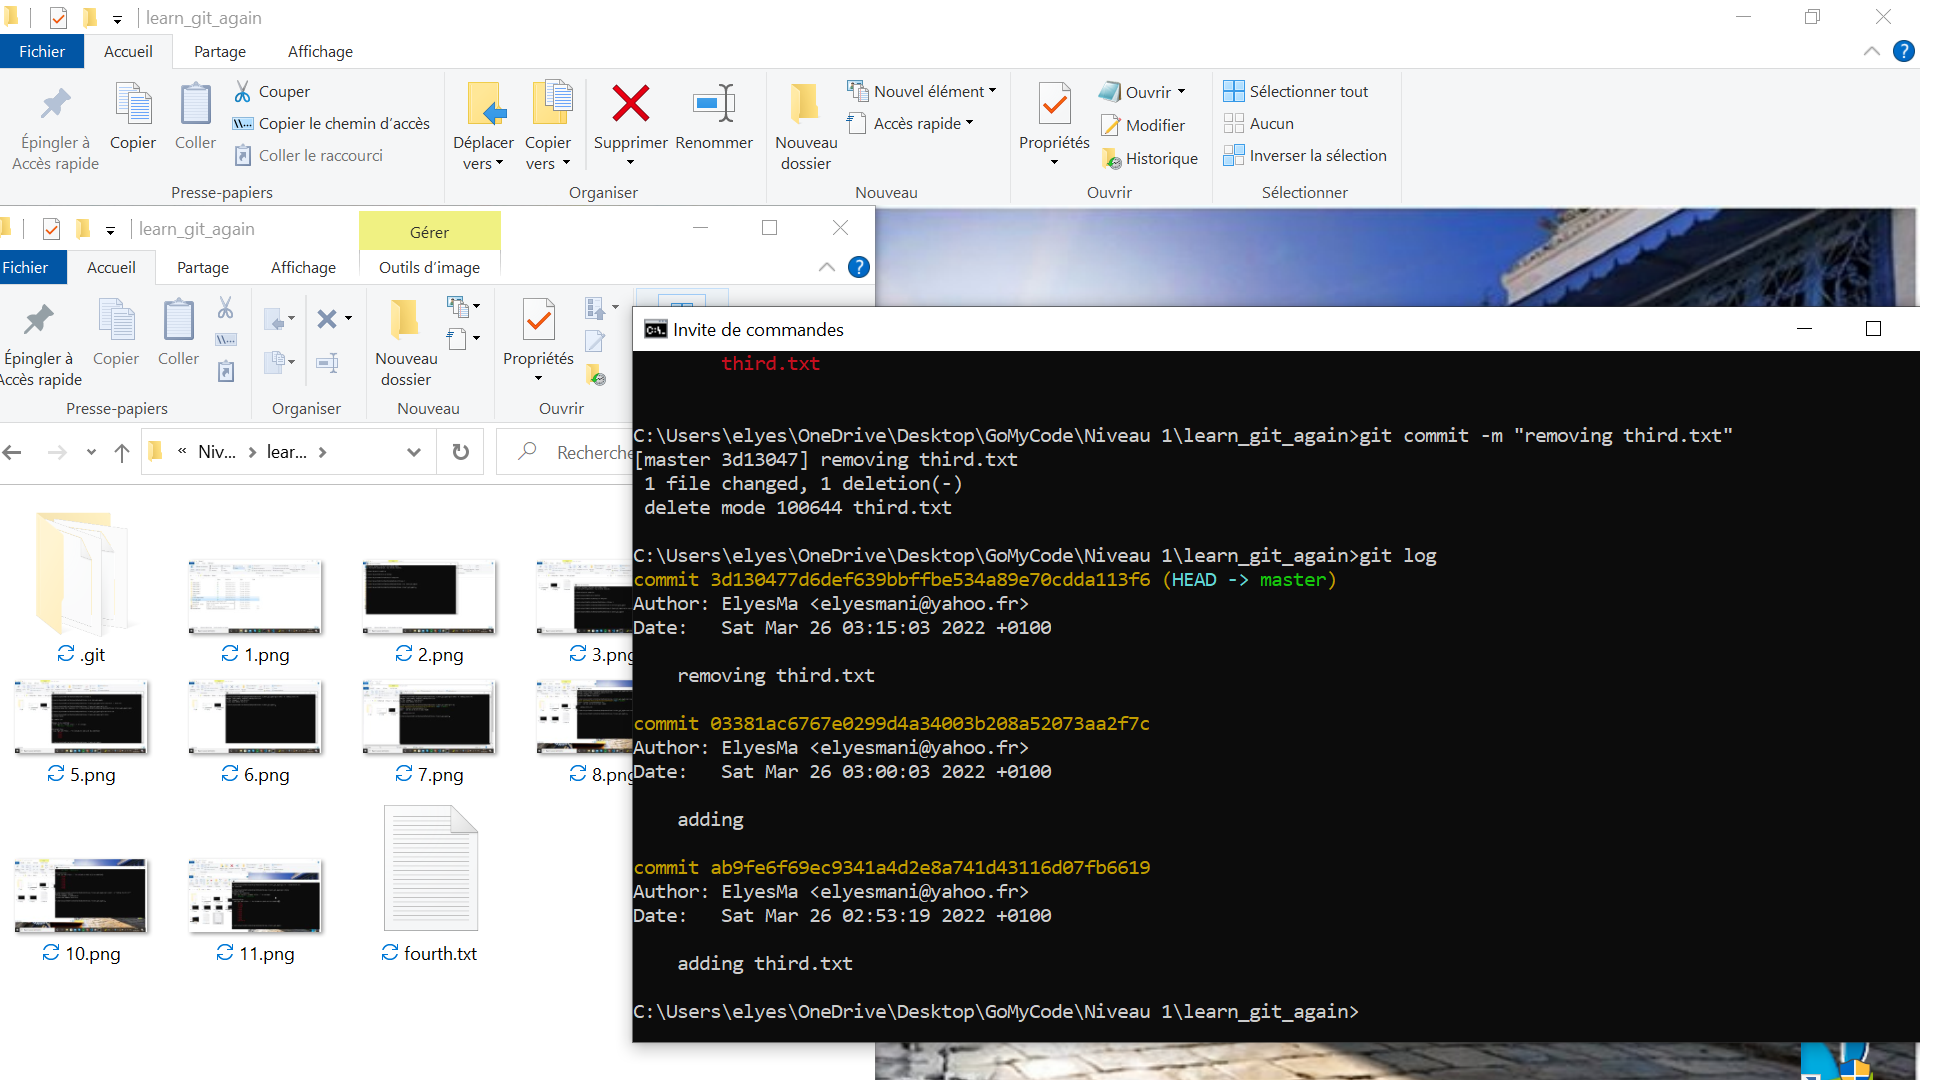 learn_git_again
Fichier Accueil Partage Affichage
Épingler à Accès rapide
Copier
Coller
Couper
Copier le chemin d'accès
Coller le raccourci
Presse-papiers
Déplacer vers
Copier vers
Supprimer
Renommer
Organiser
Nouveau dossier
Nouvel élément
Accès rapide
Nouveau
Propriétés
Ouvrir
Modifier
Historique
Ouvrir
Sélectionner tout
Aucun
Inverser la sélection
Sélectionner
learn_git_again
Gérer
Fichier Accueil Partage Affichage Outils d'image
Épingler à
Accès rapide
Copier
Coller
Presse-papiers
Organiser
Nouveau
dossier
Nouveau
Propriétés
Ouvrir
« Niv... > lear... >
Recherche
.git
1.png
2.png
3.png
5.png
6.png
7.png
8.png
10.png
11.png
fourth.txt
Invite de commandes
third.txt
C:\Users\elyes\OneDrive\Desktop\GoMyCode\Niveau 1\learn_git_again>git commit -m "removing third.txt"
[master 3d13047] removing third.txt
1 file changed, 1 deletion(-)
delete mode 100644 third.txt
C:\Users\elyes\OneDrive\Desktop\GoMyCode\Niveau 1\learn_git_again>git log
commit 3d130477d6def639bbffbe534a89e70cdda113f6 (HEAD -> master)
Author: ElyesMa <elyesmani@yahoo.fr>
Date:   Sat Mar 26 03:15:03 2022 +0100
removing third.txt
commit 03381ac6767e0299d4a34003b208a52073aa2f7c
Author: ElyesMa <elyesmani@yahoo.fr>
Date:   Sat Mar 26 03:00:03 2022 +0100
adding
commit ab9fe6f69ec9341a4d2e8a741d43116d07fb6619
Author: ElyesMa <elyesmani@yahoo.fr>
Date:   Sat Mar 26 02:53:19 2022 +0100
adding third.txt
C:\Users\elyes\OneDrive\Desktop\GoMyCode\Niveau 1\learn_git_again>